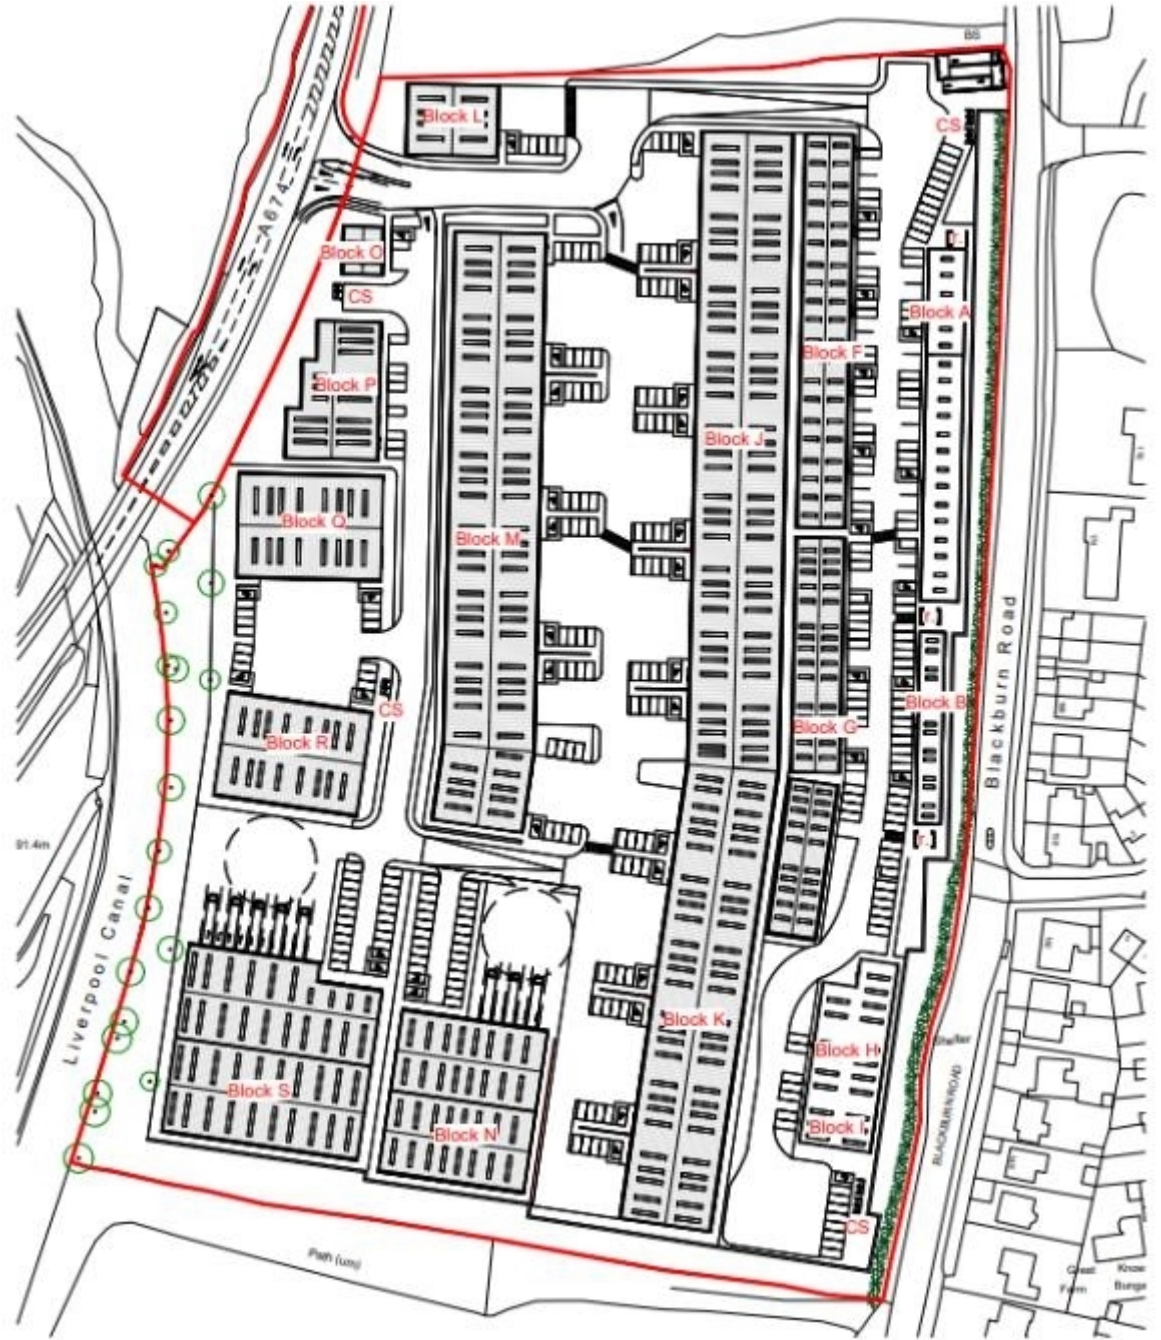 BS
Block L
CS
A674
Block O
CS
Block A
Block F
Block P
Block J
Block Q
Block M
Blackburn Road
Block B
CS
Block G
Block R
91.4m
Liverpool Canal
Block K
Shelter
Block H
BLACKBURN ROAD
Block S
Block I
Block N
CS
Path (um)
Great Know
Farm Bunga